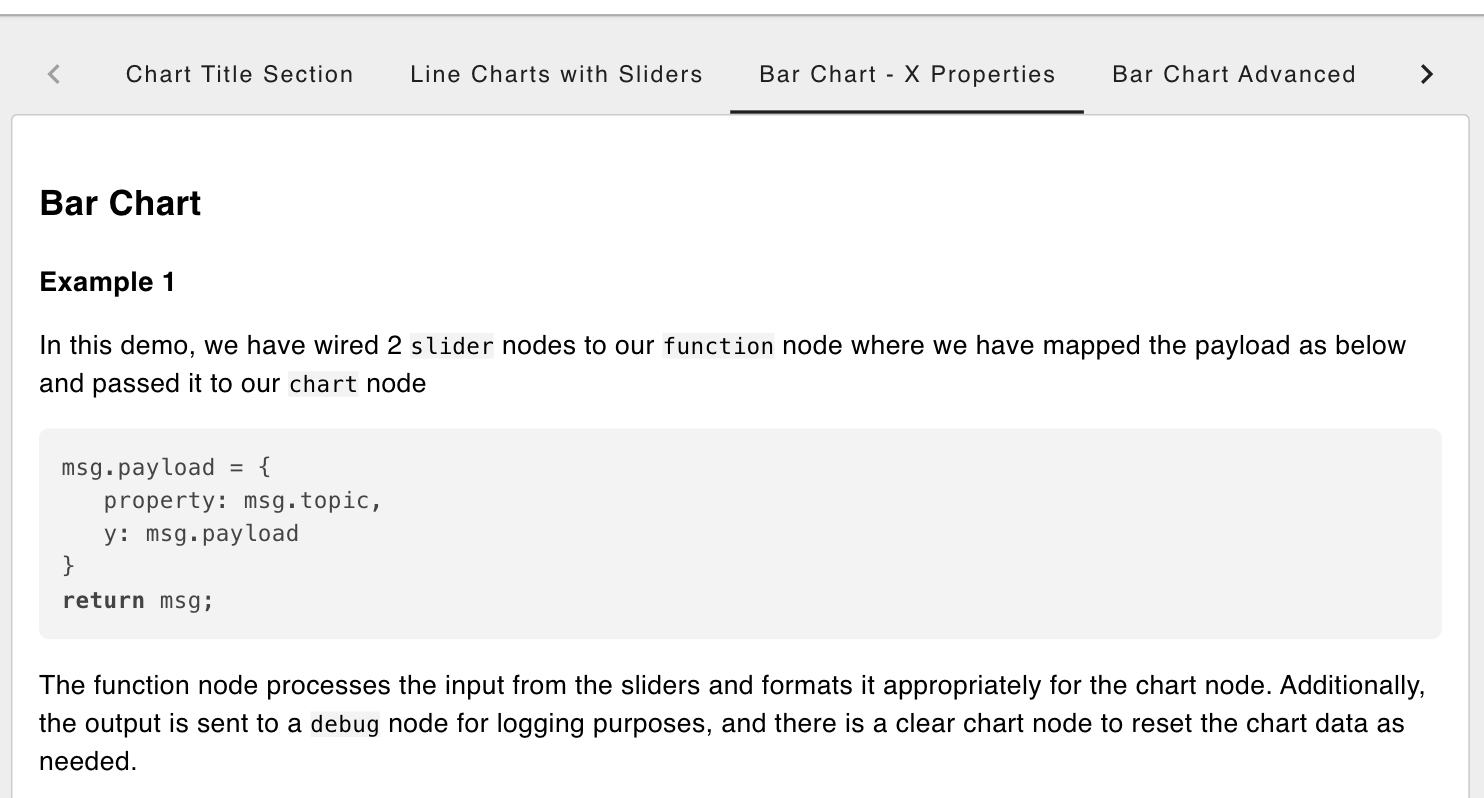 Chart Title Section
Line Charts with Sliders
Bar Chart - X Properties
Bar Chart Advanced
Bar Chart
Example 1
In this demo, we have wired 2 slider nodes to our function node where we have mapped the payload as below
and passed it to our chart node
msg.payload = {
   property: msg.topic,
   y: msg.payload
}
return msg;
The function node processes the input from the sliders and formats it appropriately for the chart node. Additionally,
the output is sent to a debug node for logging purposes, and there is a clear chart node to reset the chart data as
needed.